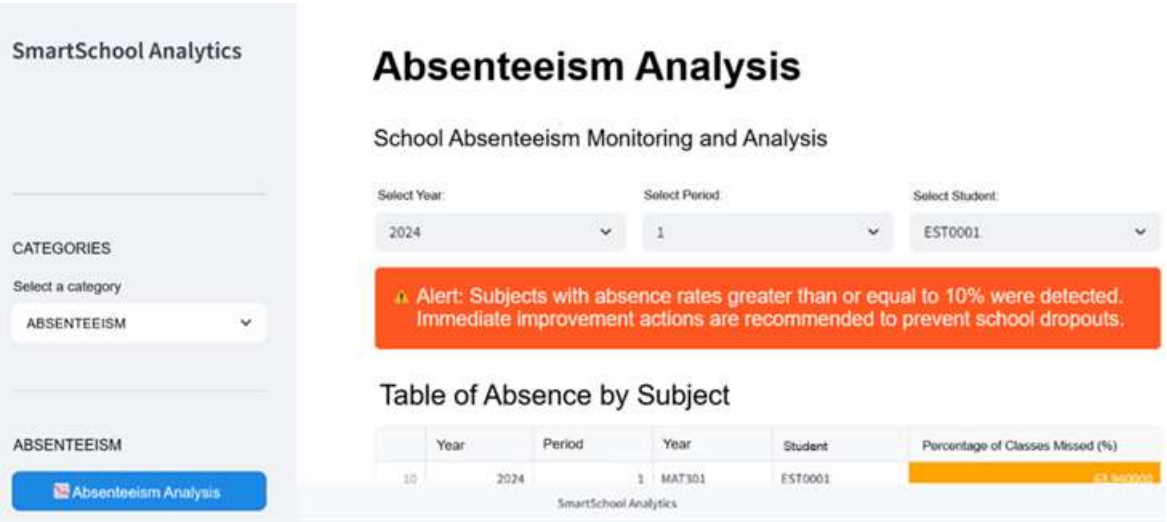 SmartSchool Analytics
CATEGORIES
Select a category
ABSENTEEISM
ABSENTEEISM
Absenteeism Analysis
Absenteeism Analysis
School Absenteeism Monitoring and Analysis
Select Year:
Select Period:
Select Student:
2024
1
EST0001
Alert: Subjects with absence rates greater than or equal to 10% were detected.
Immediate improvement actions are recommended to prevent school dropouts.
Table of Absence by Subject
Year Period Year Student Percentage of Classes Missed (%)
10 2024 1 MAT301 EST0001
SmartSchool Analytics